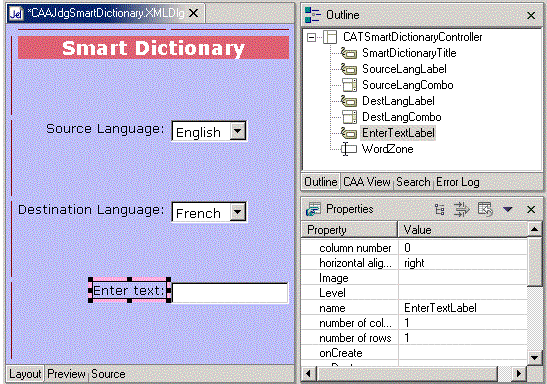 *CAAJdgSmartDictionary.XMLDlg
Smart Dictionary
Source Language: English
Destination Language: French
Enter text:
Layout Preview Source
Outline
CATSmartDictionaryController
SmartDictionaryTitle
SourceLangLabel
SourceLangCombo
DestLangLabel
DestLangCombo
EnterTextLabel
WordZone
Outline CAA View Search Error Log
Properties
Property Value
column number 0
horizontal alig... right
Image
Level
name EnterTextLabel
number of col... 1
number of rows 1
onCreate